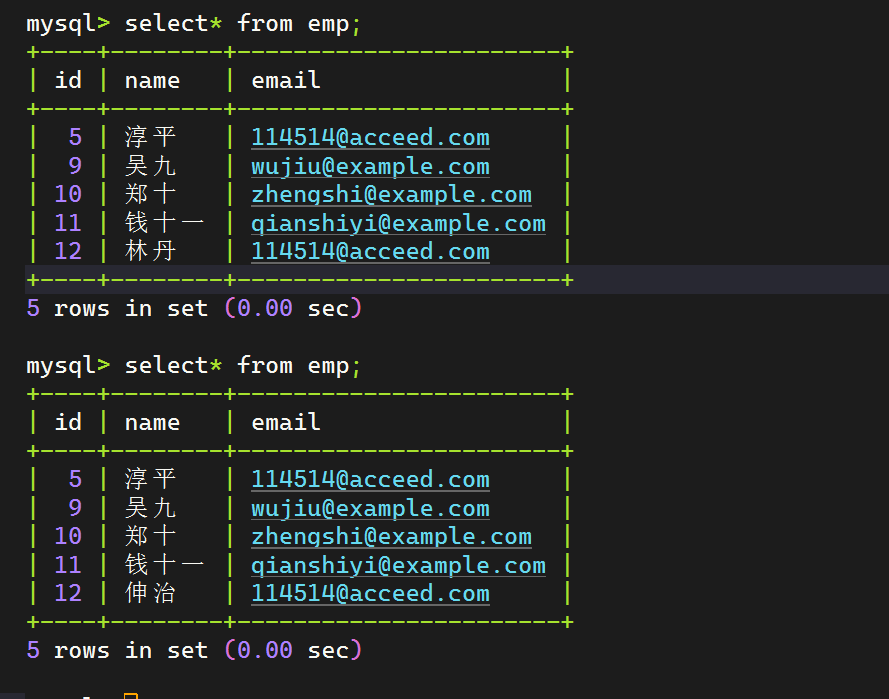 mysql> select* from emp;
+----+--------+-----------------------+
| id | name   | email                 |
+----+--------+-----------------------+
|  5 | 淳平   | 114514@acceed.com     |
|  9 | 吴九   | wujiu@example.com     |
| 10 | 郑十   | zhengshi@example.com  |
| 11 | 钱十一 | qianshiyi@example.com |
| 12 | 林丹   | 114514@acceed.com     |
+----+--------+-----------------------+
5 rows in set (0.00 sec)
mysql> select* from emp;
+----+--------+-----------------------+
| id | name   | email                 |
+----+--------+-----------------------+
|  5 | 淳平   | 114514@acceed.com     |
|  9 | 吴九   | wujiu@example.com     |
| 10 | 郑十   | zhengshi@example.com  |
| 11 | 钱十一 | qianshiyi@example.com |
| 12 | 伸治   | 114514@acceed.com     |
+----+--------+-----------------------+
5 rows in set (0.00 sec)